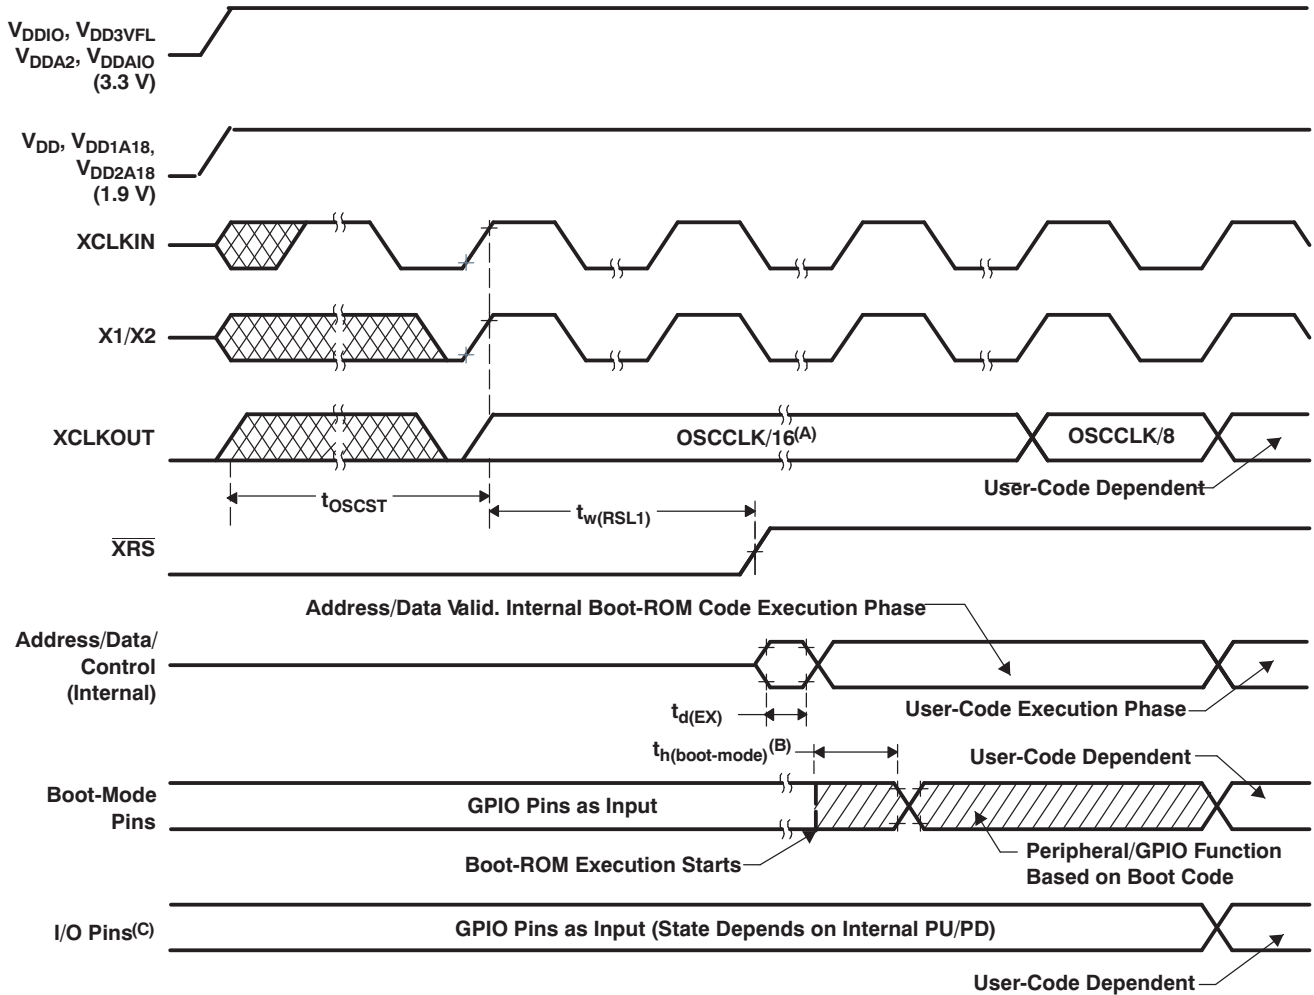 VDDIO, VDD3VFL
VDDA2, VDDAIO
(3.3 V)
VDD, VDD1A18,
VDD2A18
(1.9 V)
XCLKIN
X1/X2
XCLKOUT
OSCCLK/16(A)
OSCCLK/8
User-Code Dependent
tOSCST
tw(RSL1)
XRS
Address/Data Valid. Internal Boot-ROM Code Execution Phase
Address/Data/
Control
(Internal)
td(EX)
User-Code Execution Phase
th(boot-mode)(B)
User-Code Dependent
Boot-Mode
Pins
GPIO Pins as Input
Boot-ROM Execution Starts
Peripheral/GPIO Function
Based on Boot Code
I/O Pins(C)
GPIO Pins as Input (State Depends on Internal PU/PD)
User-Code Dependent